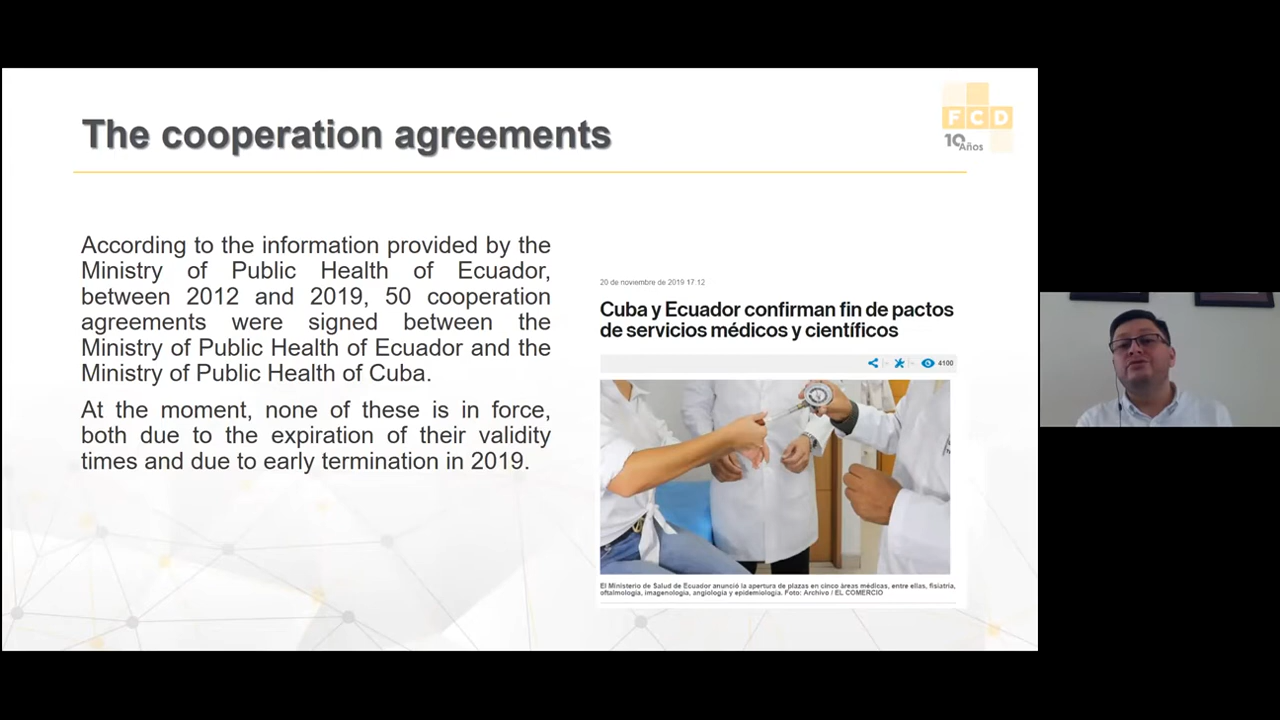 The cooperation agreements
FCD
10 Años
According to the information provided by the
Ministry of Public Health of Ecuador,
between 2012 and 2019, 50 cooperation
agreements were signed between the
Ministry of Public Health of Ecuador and the
Ministry of Public Health of Cuba.
At the moment, none of these is in force,
both due to the expiration of their validity
times and due to early termination in 2019.
20 de noviembre de 2019 17:12
Cuba y Ecuador confirman fin de pactos
de servicios médicos y científicos
4100
El Ministerio de Salud de Ecuador anunció la apertura de plazas en cinco áreas médicas, entre ellas, fisiatría,
oftalmología, imagenología, angiología y epidemiología. Foto: Archivo / EL COMERCIO